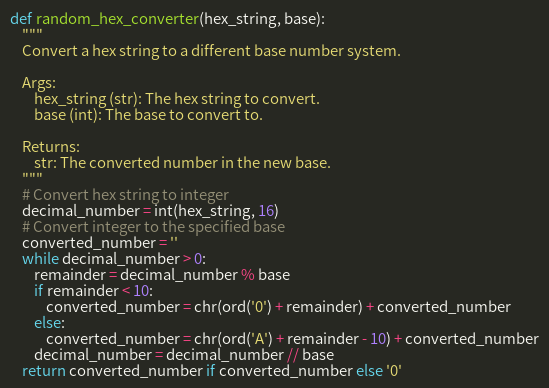 def random_hex_converter(hex_string, base):
    """
    Convert a hex string to a different base number system.

    Args:
        hex_string (str): The hex string to convert.
        base (int): The base to convert to.

    Returns:
        str: The converted number in the new base.
    """
    # Convert hex string to integer
    decimal_number = int(hex_string, 16)
    # Convert integer to the specified base
    converted_number = ''
    while decimal_number > 0:
        remainder = decimal_number % base
        if remainder < 10:
            converted_number = chr(ord('0') + remainder) + converted_number
        else:
            converted_number = chr(ord('A') + remainder - 10) + converted_number
        decimal_number = decimal_number // base
    return converted_number if converted_number else '0'